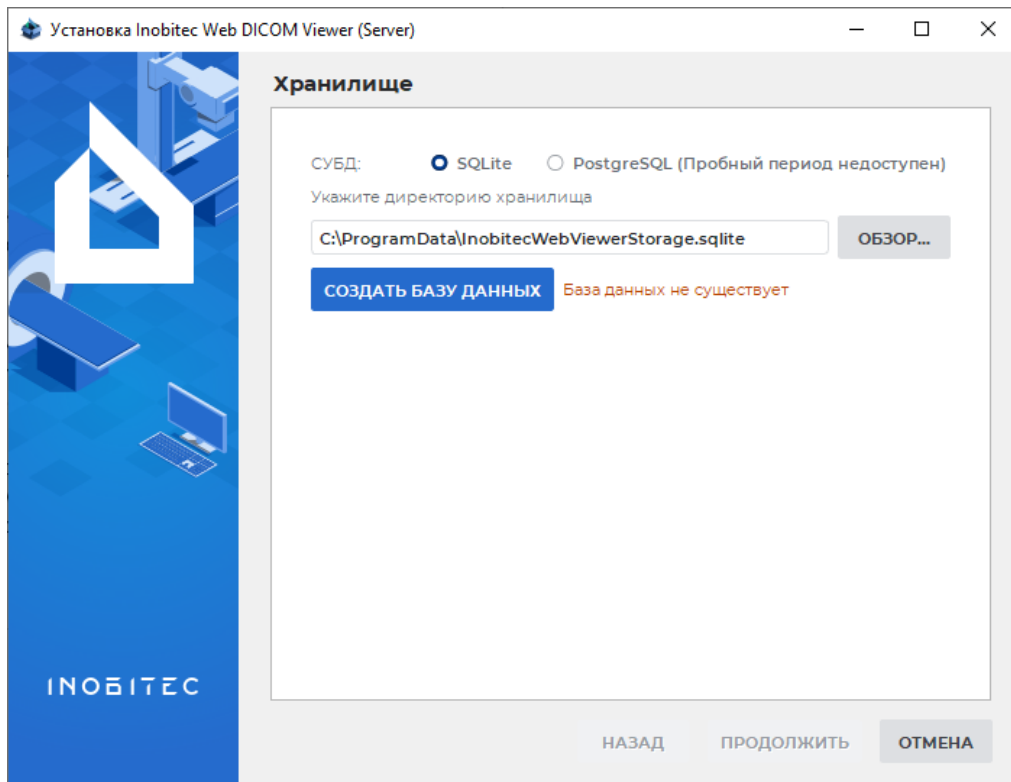 Установка Inobitec Web DICOM Viewer (Server)
Хранилище
СУБД: SQLite PostgreSQL (Пробный период недоступен)
Укажите директорию хранилища
C:\ProgramData\InobitecWebViewerStorage.sqlite ОБЗОР...
СОЗДАТЬ БАЗУ ДАННЫХ База данных не существует
INOBITEC
НАЗАД ПРОДОЛЖИТЬ ОТМЕНА